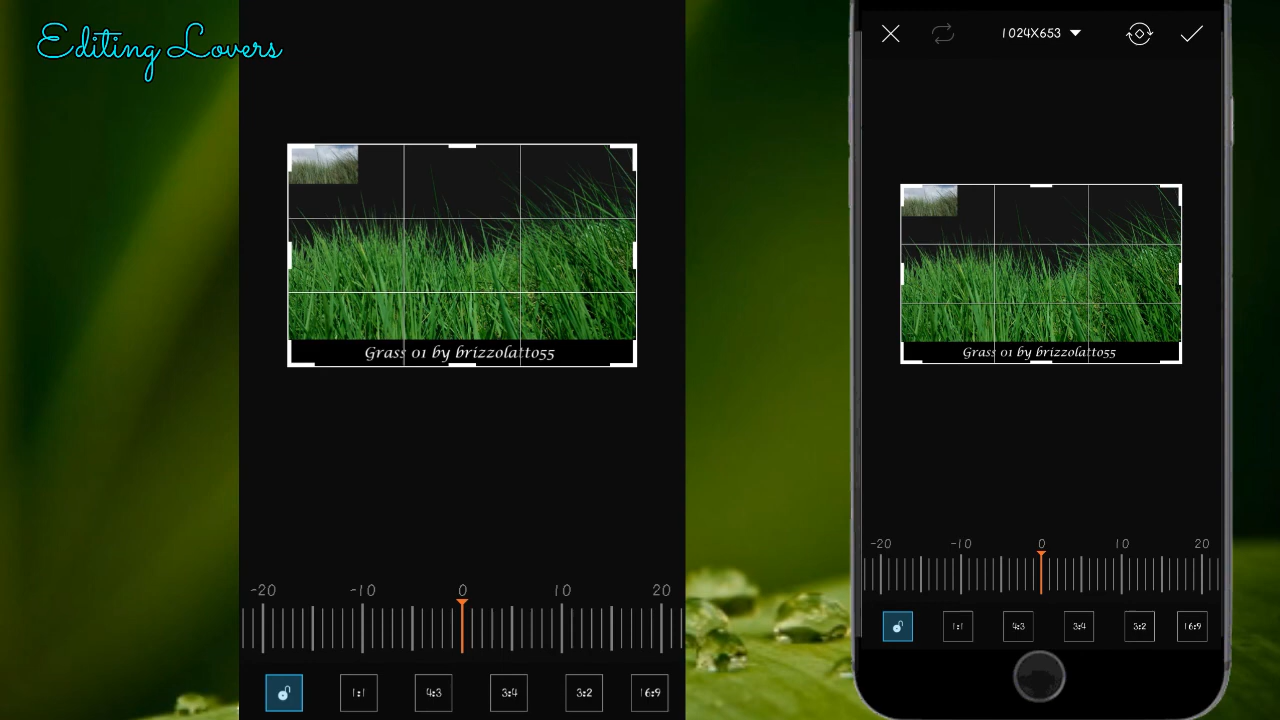 Editing Lovers
Grass 01 by brizzolatto55
-20 -10 0 10 20
1:1 4:3 3:4 3:2 16:9
1024X653
Grass 01 by brizzolatto55
-20 -10 0 10 20
1:1 4:3 3:4 3:2 16:9